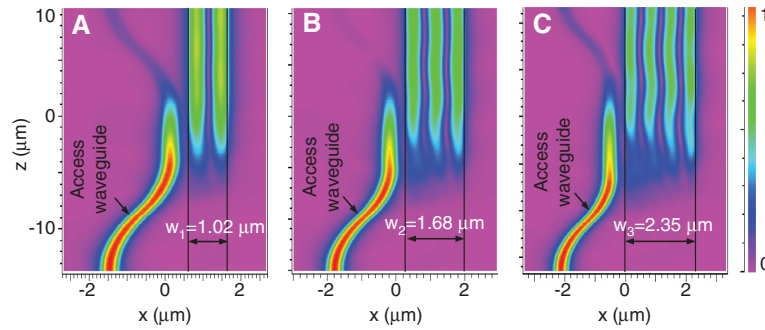 A
B
C
10
0
-10
z (μm)
Access
waveguide
w1=1.02 μm
Access
waveguide
w2=1.68 μm
Access
waveguide
w3=2.35 μm
1
0
-2 0 2
-2 0 2
-2 0 2
x (μm)
x (μm)
x (μm)